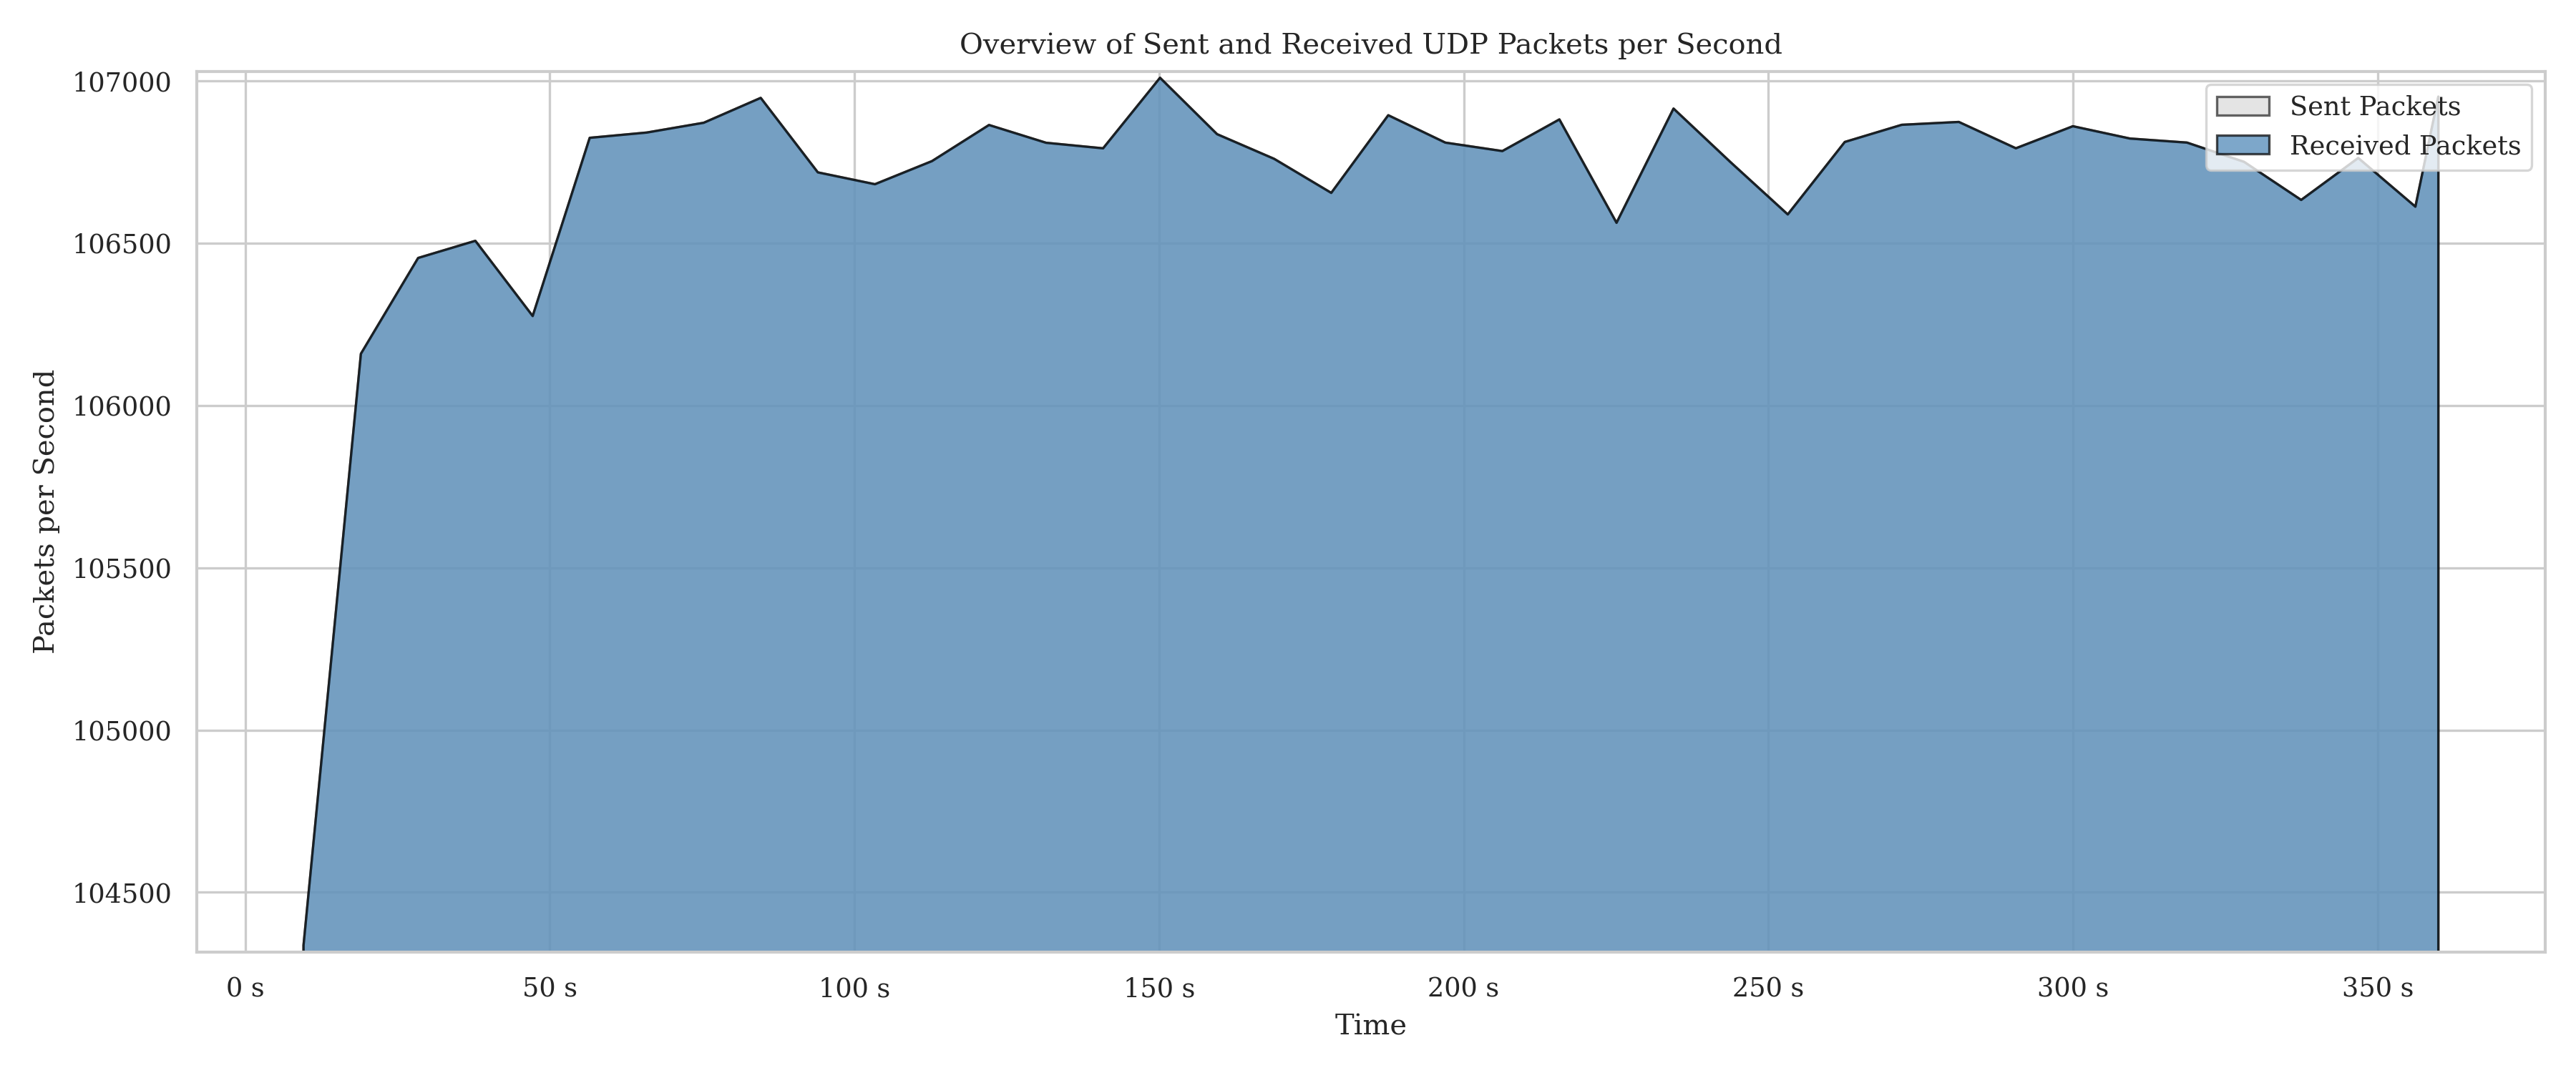 Overview of Sent and Received UDP Packets per Second
107000
106500
106000
105500
105000
104500
Packets per Second
Sent Packets
Received Packets
0 s 50 s 100 s 150 s 200 s 250 s 300 s 350 s
Time